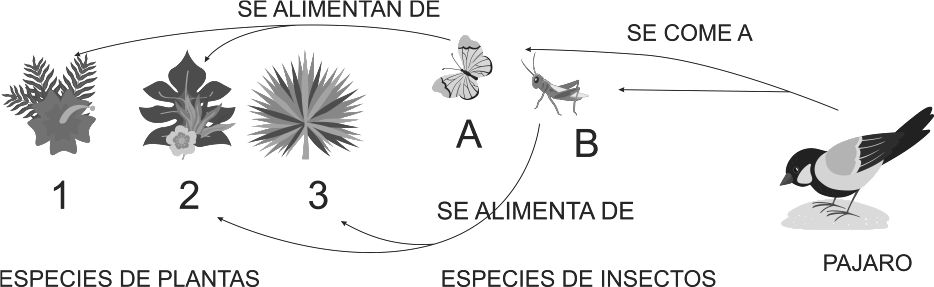 SE ALIMENTAN DE
SE COME A
A
B
1
2
3
SE ALIMENTA DE
PAJARO
ESPECIES DE PLANTAS
ESPECIES DE INSECTOS